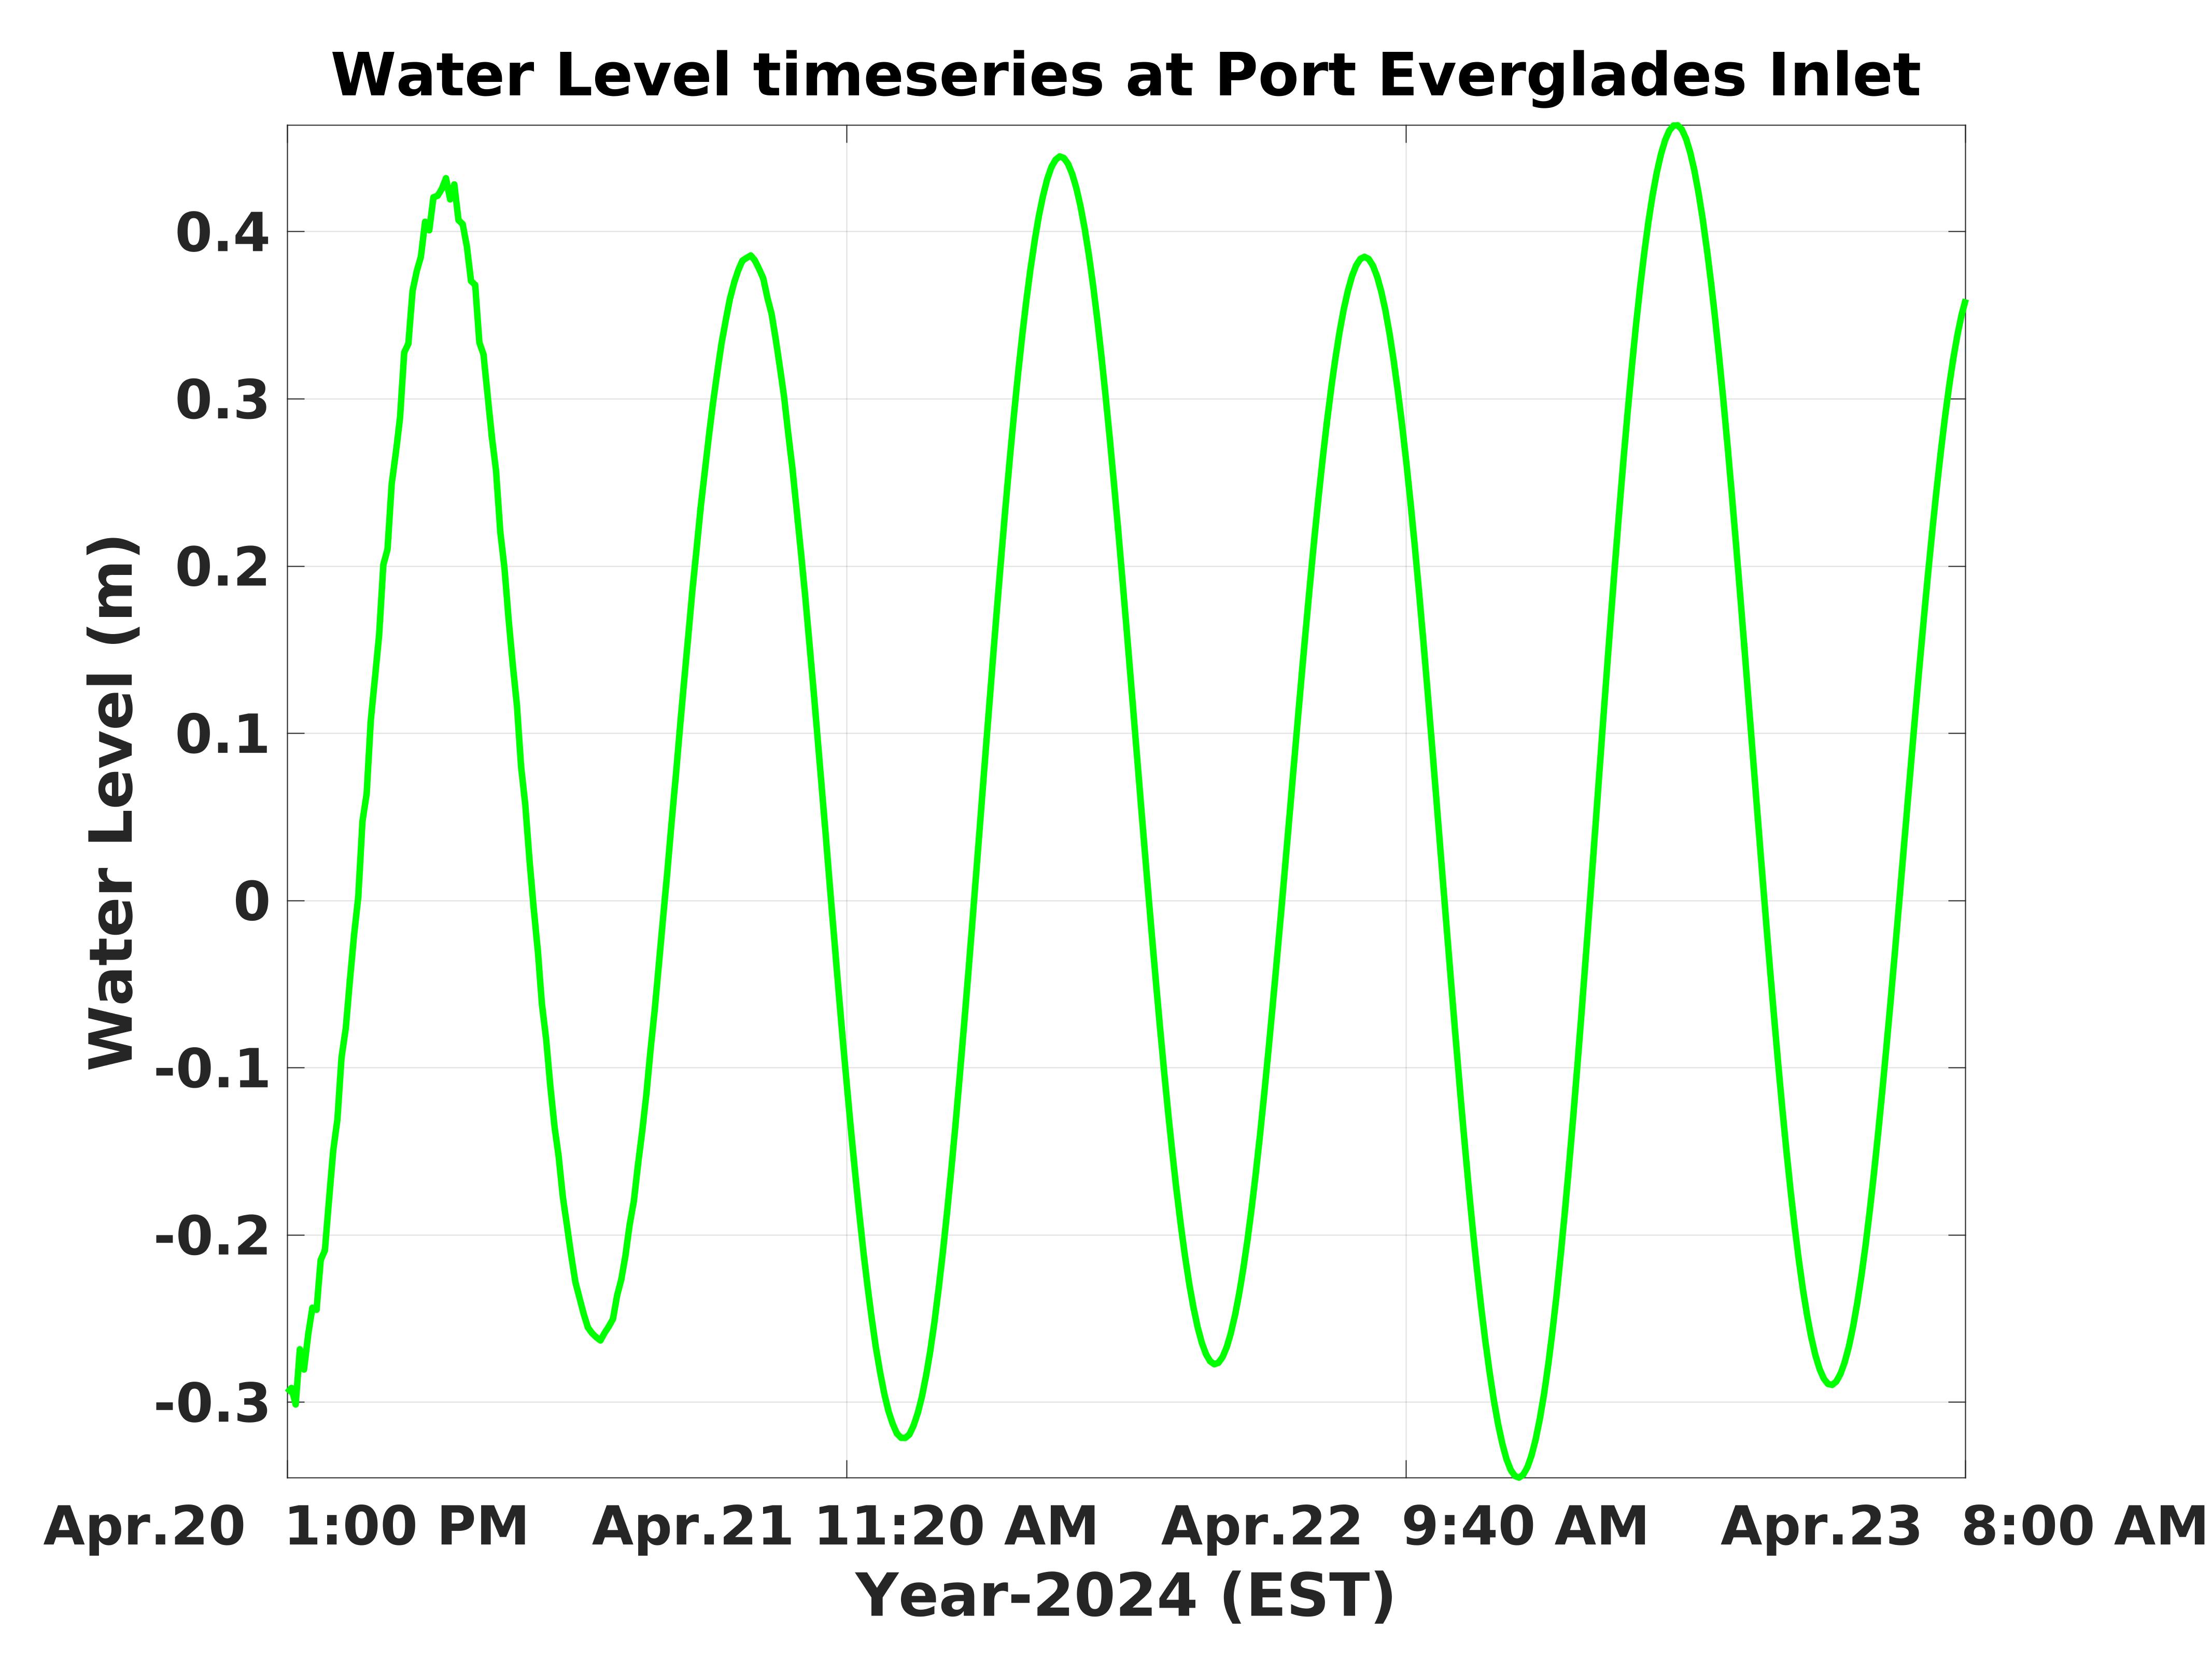 Water Level timeseries at Port Everglades Inlet
Water Level (m)
0.4
0.3
0.2
0.1
0
-0.1
-0.2
-0.3
Apr.20 1:00 PM Apr.21 11:20 AM Apr.22 9:40 AM Apr.23 8:00 AM
Year-2024 (EST)